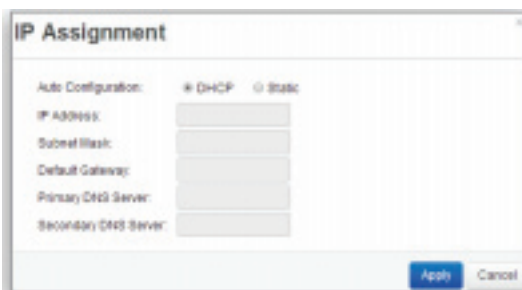 IP Assignment
Auto Configuration: DHCP Static
IP Address:
Subnet Mask:
Default Gateway:
Primary DNS Server:
Secondary DNS Server:
Apply Cancel